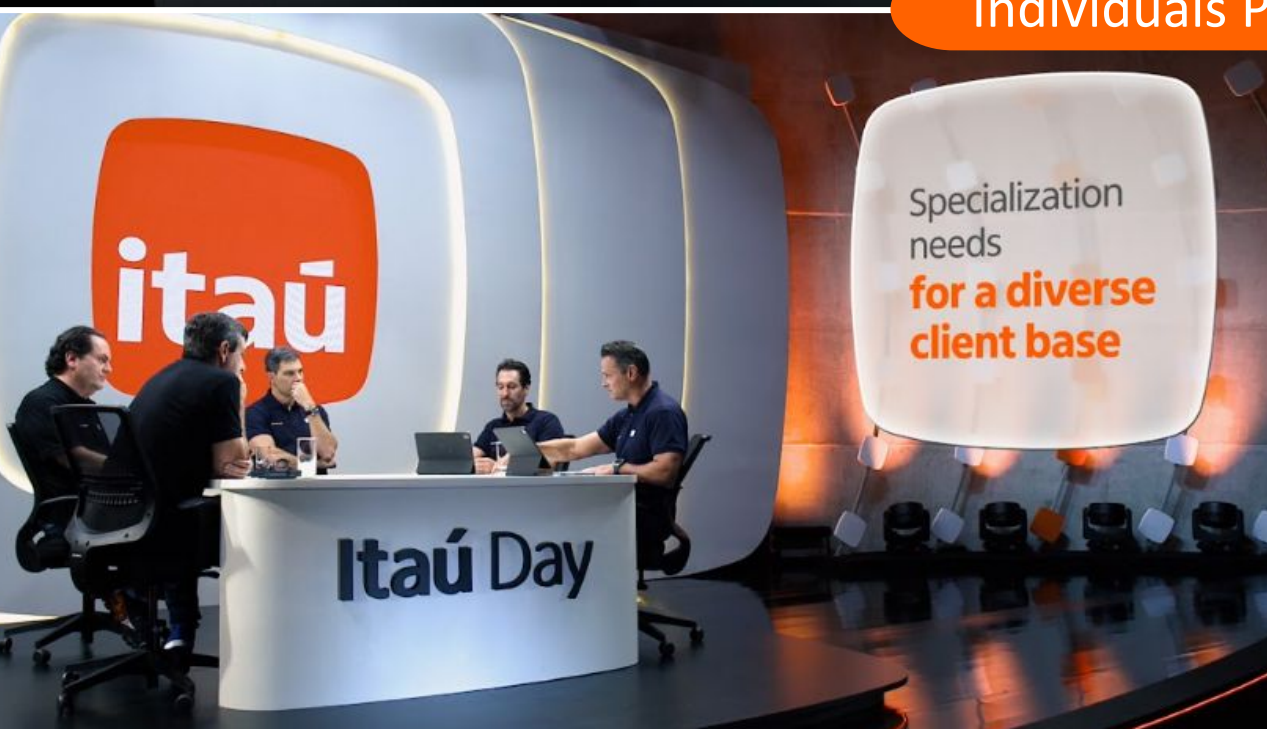 Individuals P
itaú
Specialization
needs
for a diverse
client base
Itaú Day